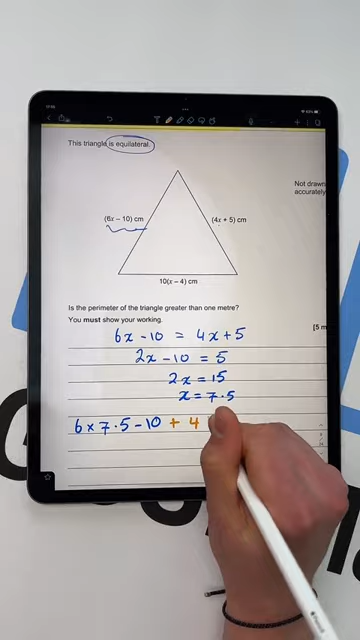 This triangle is equilateral.
Not drawn
accurately
(6x – 10) cm
(4x + 5) cm
10(x – 4) cm
Is the perimeter of the triangle greater than one metre?
You must show your working.
[5 m
6x - 10 = 4x + 5
2x - 10 = 5
2x = 15
x = 7.5
6 × 7.5 - 10 + 4